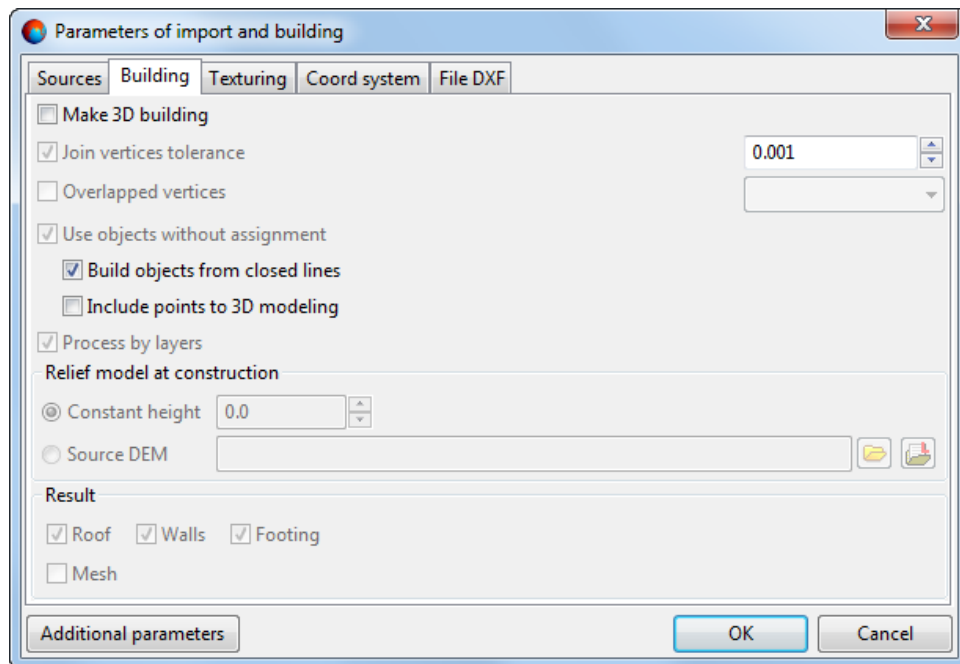 Parameters of import and building
Sources Building Texturing Coord system File DXF
Make 3D building
Join vertices tolerance 0.001
Overlapped vertices
Use objects without assignment
Build objects from closed lines
Include points to 3D modeling
Process by layers
Relief model at construction
Constant height 0.0
Source DEM
Result
Roof Walls Footing
Mesh
Additional parameters OK Cancel